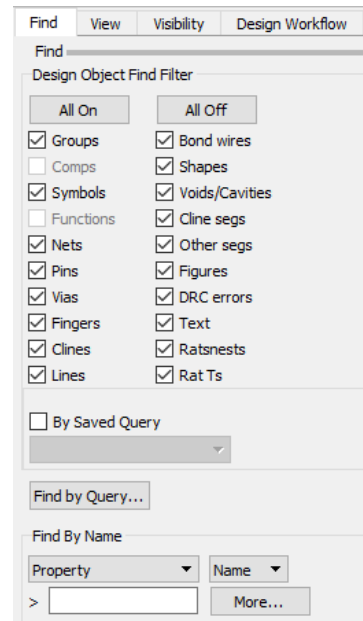 Find View Visibility Design Workflow
Find
Design Object Find Filter
All On All Off
Groups Bond wires
Comps Shapes
Symbols Voids/Cavities
Functions Cline segs
Nets Other segs
Pins Figures
Vias DRC errors
Fingers Text
Clines Ratsnests
Lines Rat Ts
By Saved Query
Find by Query...
Find By Name
Property Name
> More...